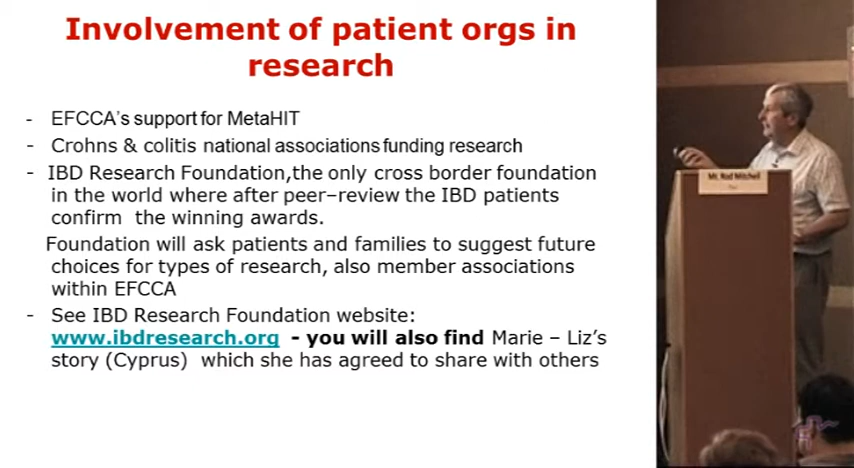 Involvement of patient orgs in
research
- EFCCA's support for MetaHIT
- Crohns & colitis national associations funding research
- IBD Research Foundation,the only cross border foundation
in the world where after peer–review the IBD patients
confirm the winning awards.
Foundation will ask patients and families to suggest future
choices for types of research, also member associations
within EFCCA
- See IBD Research Foundation website:
www.ibdresearch.org - you will also find Marie – Liz's
story (Cyprus) which she has agreed to share with others
Mr. Rod Mitchell